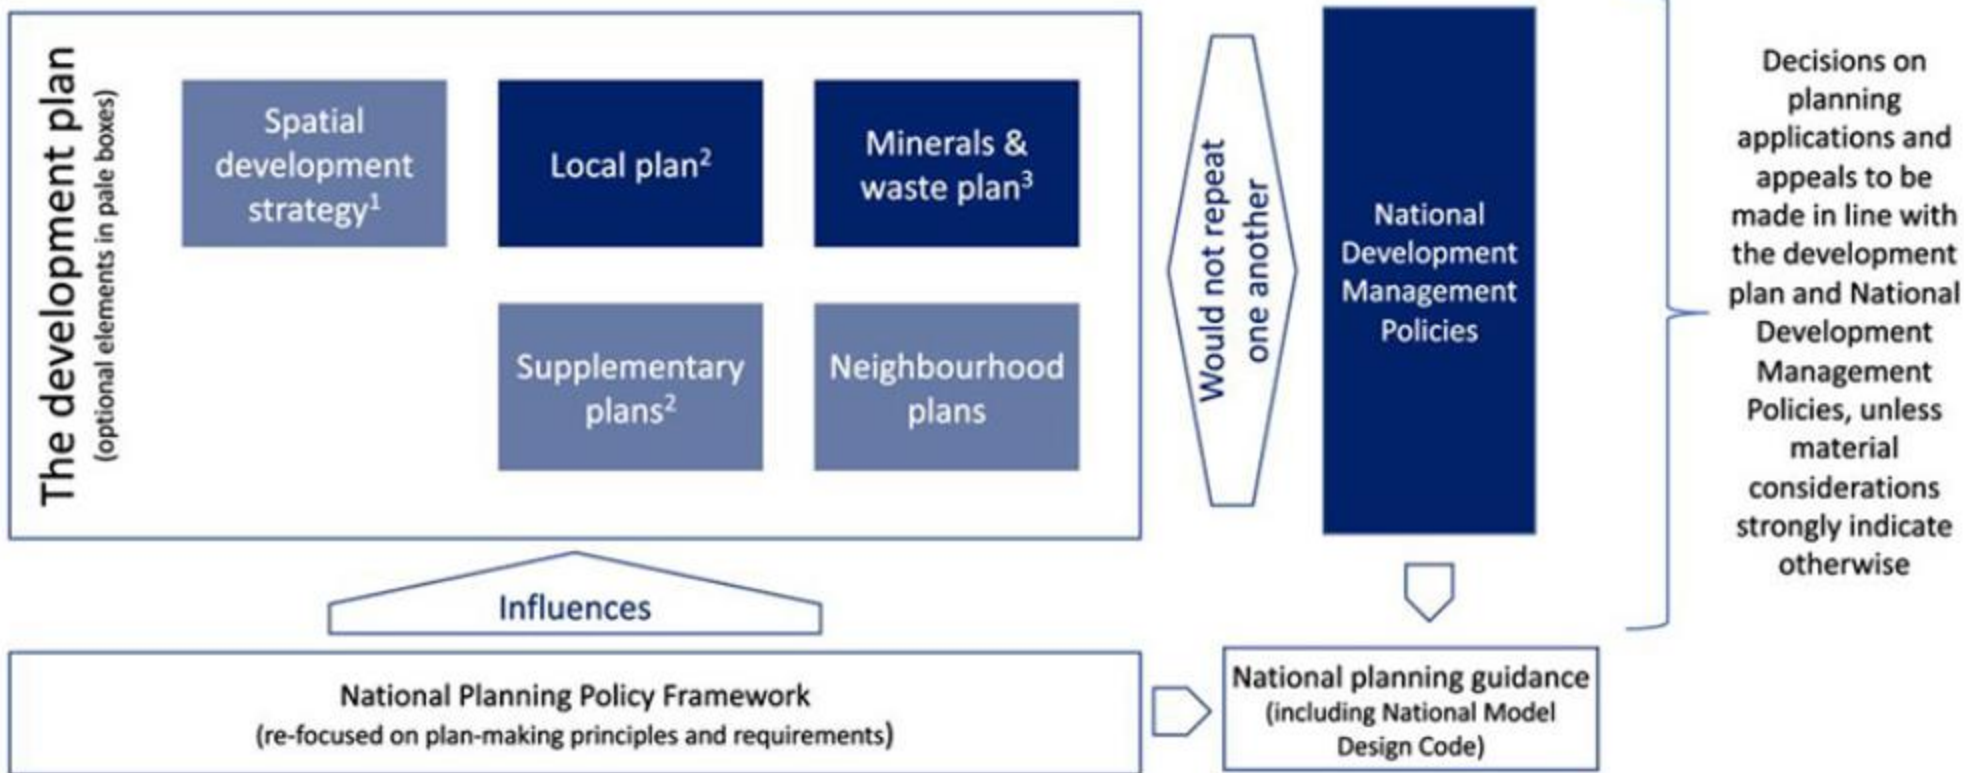 The development plan
(optional elements in pale boxes)
Spatial
development
strategy¹
Local plan²
Minerals &
waste plan³
Supplementary
plans²
Neighbourhood
plans
Would not repeat
one another
National
Development
Management
Policies
Decisions on
planning
applications and
appeals to be
made in line with
the development
plan and National
Development
Management
Policies, unless
material
considerations
strongly indicate
otherwise
Influences
National Planning Policy Framework
(re-focused on plan-making principles and requirements)
National planning guidance
(including National Model
Design Code)